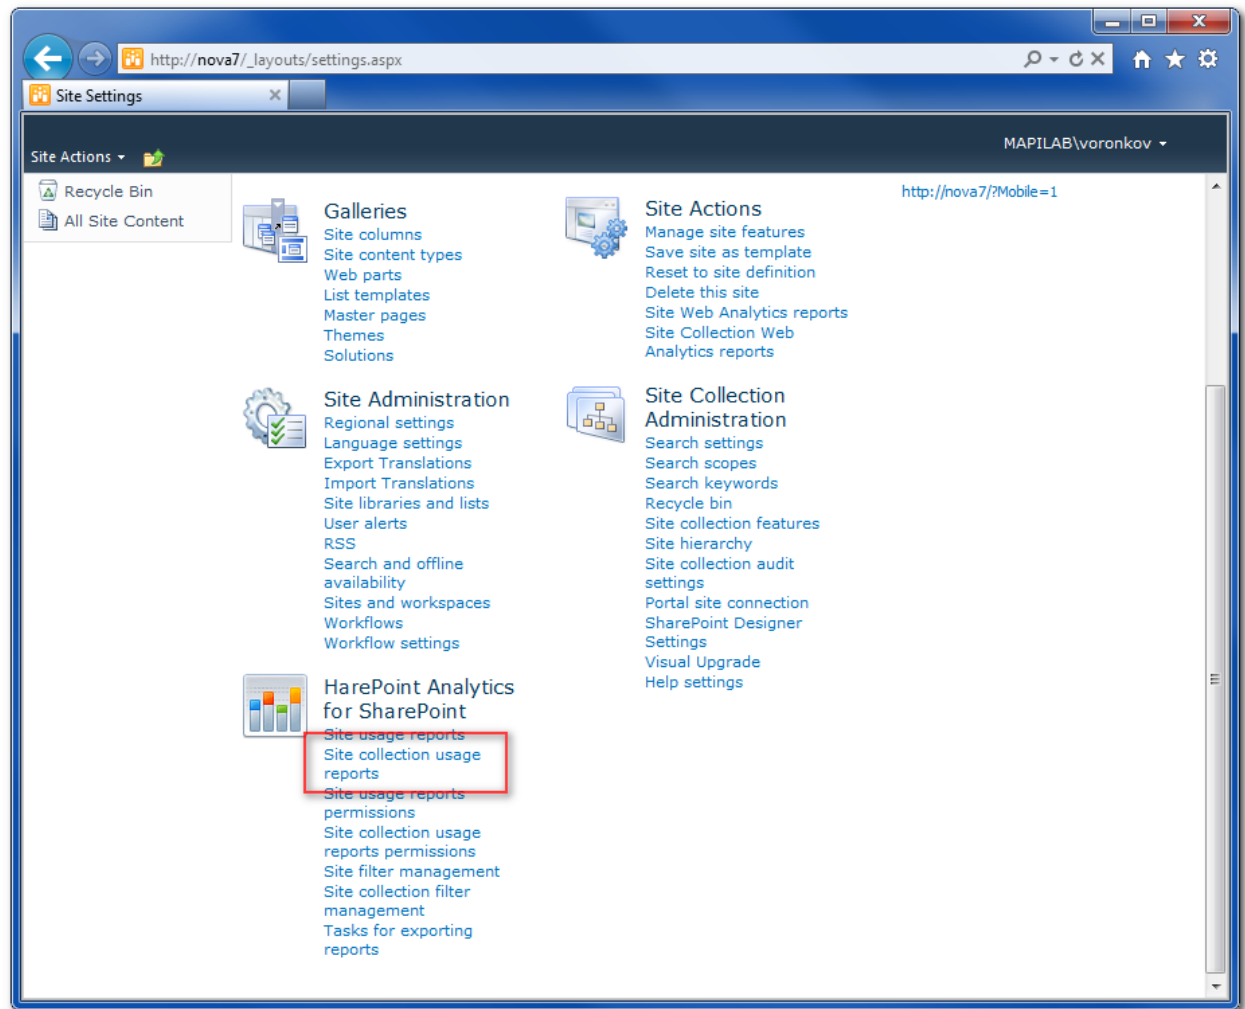 http://nova7/_layouts/settings.aspx
Site Settings
Site Actions
MAPILAB\voronkov
Recycle Bin
All Site Content
Galleries
Site columns
Site content types
Web parts
List templates
Master pages
Themes
Solutions
Site Actions
Manage site features
Save site as template
Reset to site definition
Delete this site
Site Web Analytics reports
Site Collection Web
Analytics reports
http://nova7/?Mobile=1
Site Administration
Regional settings
Language settings
Export Translations
Import Translations
Site libraries and lists
User alerts
RSS
Search and offline
availability
Sites and workspaces
Workflows
Workflow settings
Site Collection
Administration
Search settings
Search scopes
Search keywords
Recycle bin
Site collection features
Site hierarchy
Site collection audit
settings
Portal site connection
SharePoint Designer
Settings
Visual Upgrade
Help settings
HarePoint Analytics
for SharePoint
Site usage reports
Site collection usage
reports
Site usage reports
permissions
Site collection usage
reports permissions
Site filter management
Site collection filter
management
Tasks for exporting
reports